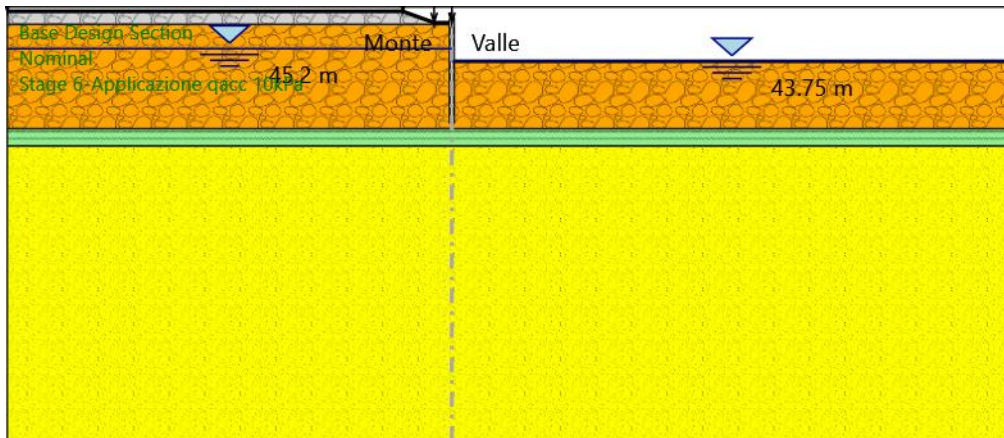 Base Design Section
Nominal
Stage 6-Applicazione qacc 10kPa
Monte
Valle
45.2 m
43.75 m